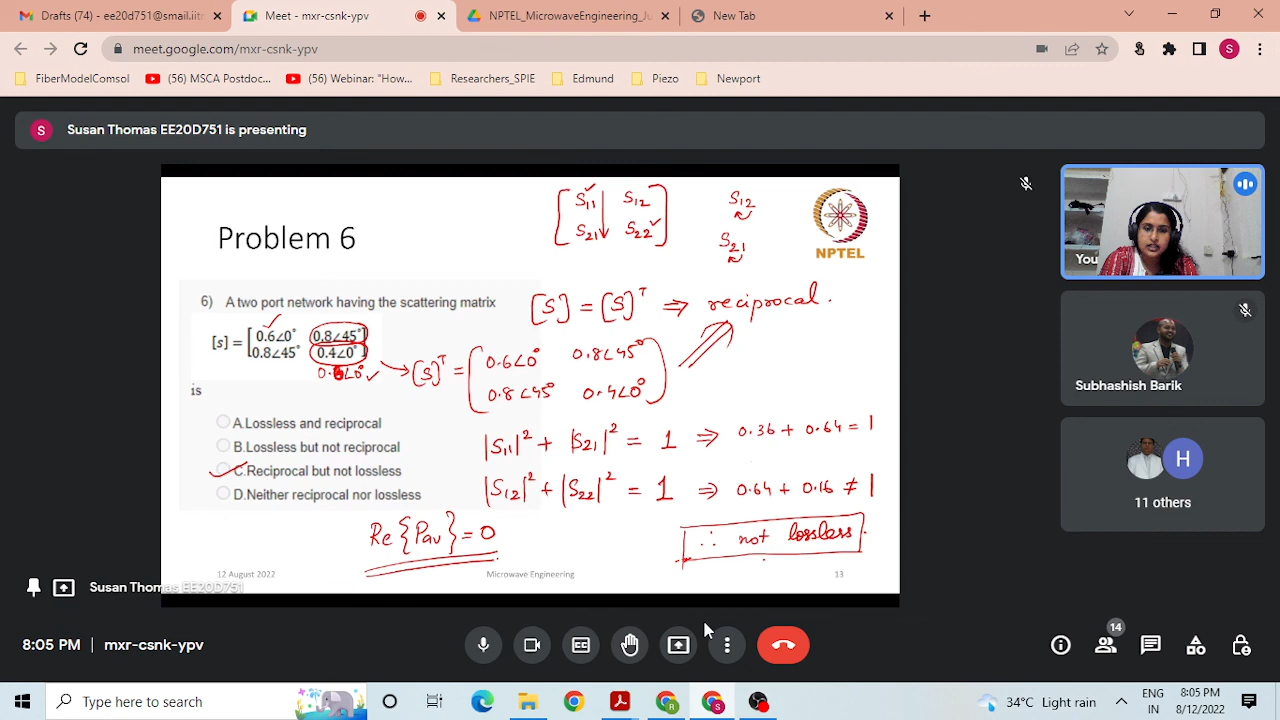 Drafts (74) - ee20d751@smail.iitm
Meet - mxr-csnk-ypv
NPTEL_MicrowaveEngineering_Ju
New Tab
meet.google.com/mxr-csnk-ypv
FiberModelComsol
(56) MSCA Postdoc...
(56) Webinar: "How...
Researchers_SPIE
Edmund
Piezo
Newport
S
Susan Thomas EE20D751 is presenting
Problem 6
[S11 S12
S21 S22]
S12
S21
NPTEL
6) A two port network having the scattering matrix
[s] = [0.6∠0° 0.8∠45°
0.8∠45° 0.4∠0°]
is
[S] = [S]^T ⇒ reciprocal.
[S]^T = [0.6∠0° 0.8∠45°
0.8∠45° 0.4∠0°]
A.Lossless and reciprocal
B.Lossless but not reciprocal
C.Reciprocal but not lossless
D.Neither reciprocal nor lossless
|S11|² + |S21|² = 1 ⇒ 0.36 + 0.64 = 1
|S12|² + |S22|² = 1 ⇒ 0.64 + 0.16 ≠ 1
Re{Pav} = 0
∴ not lossless
12 August 2022
Microwave Engineering
13
Susan Thomas EE20D751
You
Subhashish Barik
H
11 others
8:05 PM | mxr-csnk-ypv
14
Type here to search
34°C Light rain
ENG
IN
8:05 PM
8/12/2022